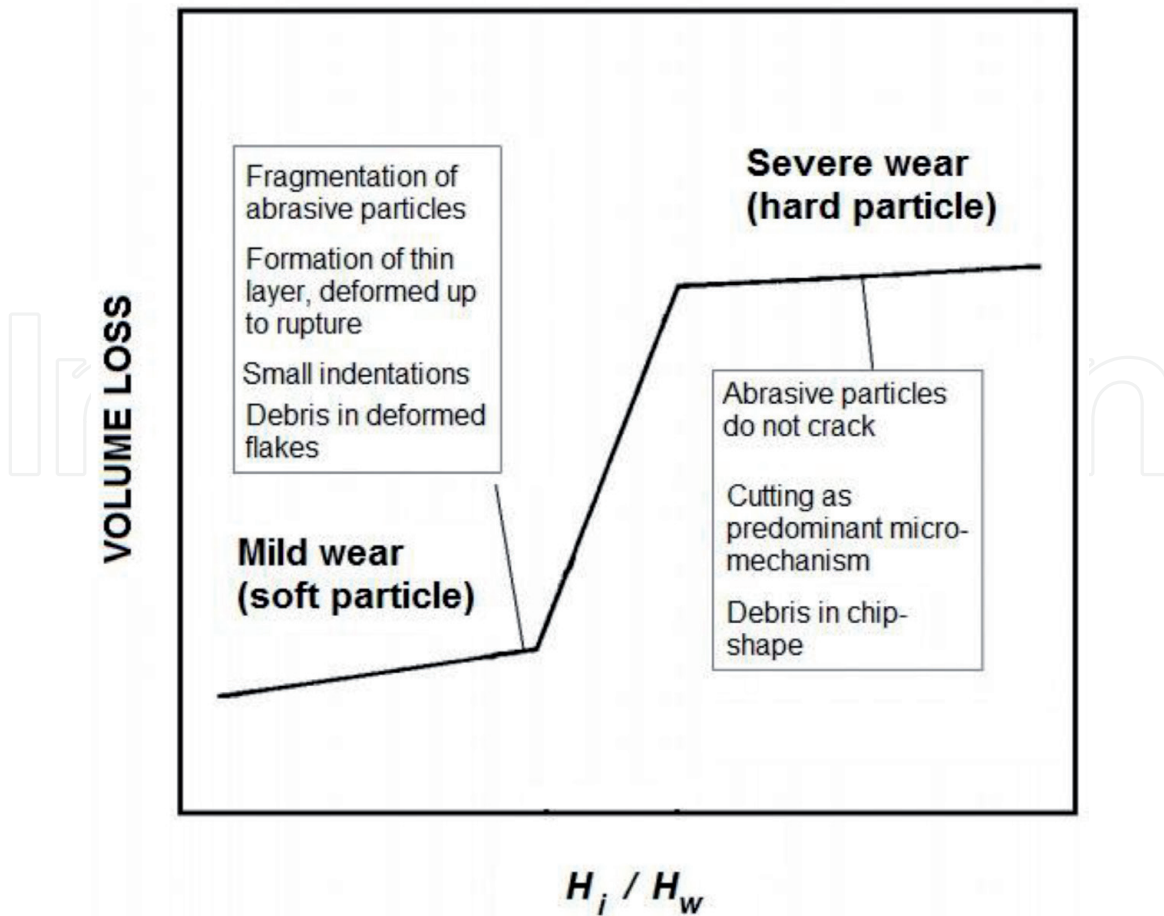 VOLUME LOSS
Fragmentation of
abrasive particles
Formation of thin
layer, deformed up
to rupture
Small indentations
Debris in deformed
flakes
Mild wear
(soft particle)
Severe wear
(hard particle)
Abrasive particles
do not crack
Cutting as
predominant micro-
mechanism
Debris in chip-
shape
H_i / H_w